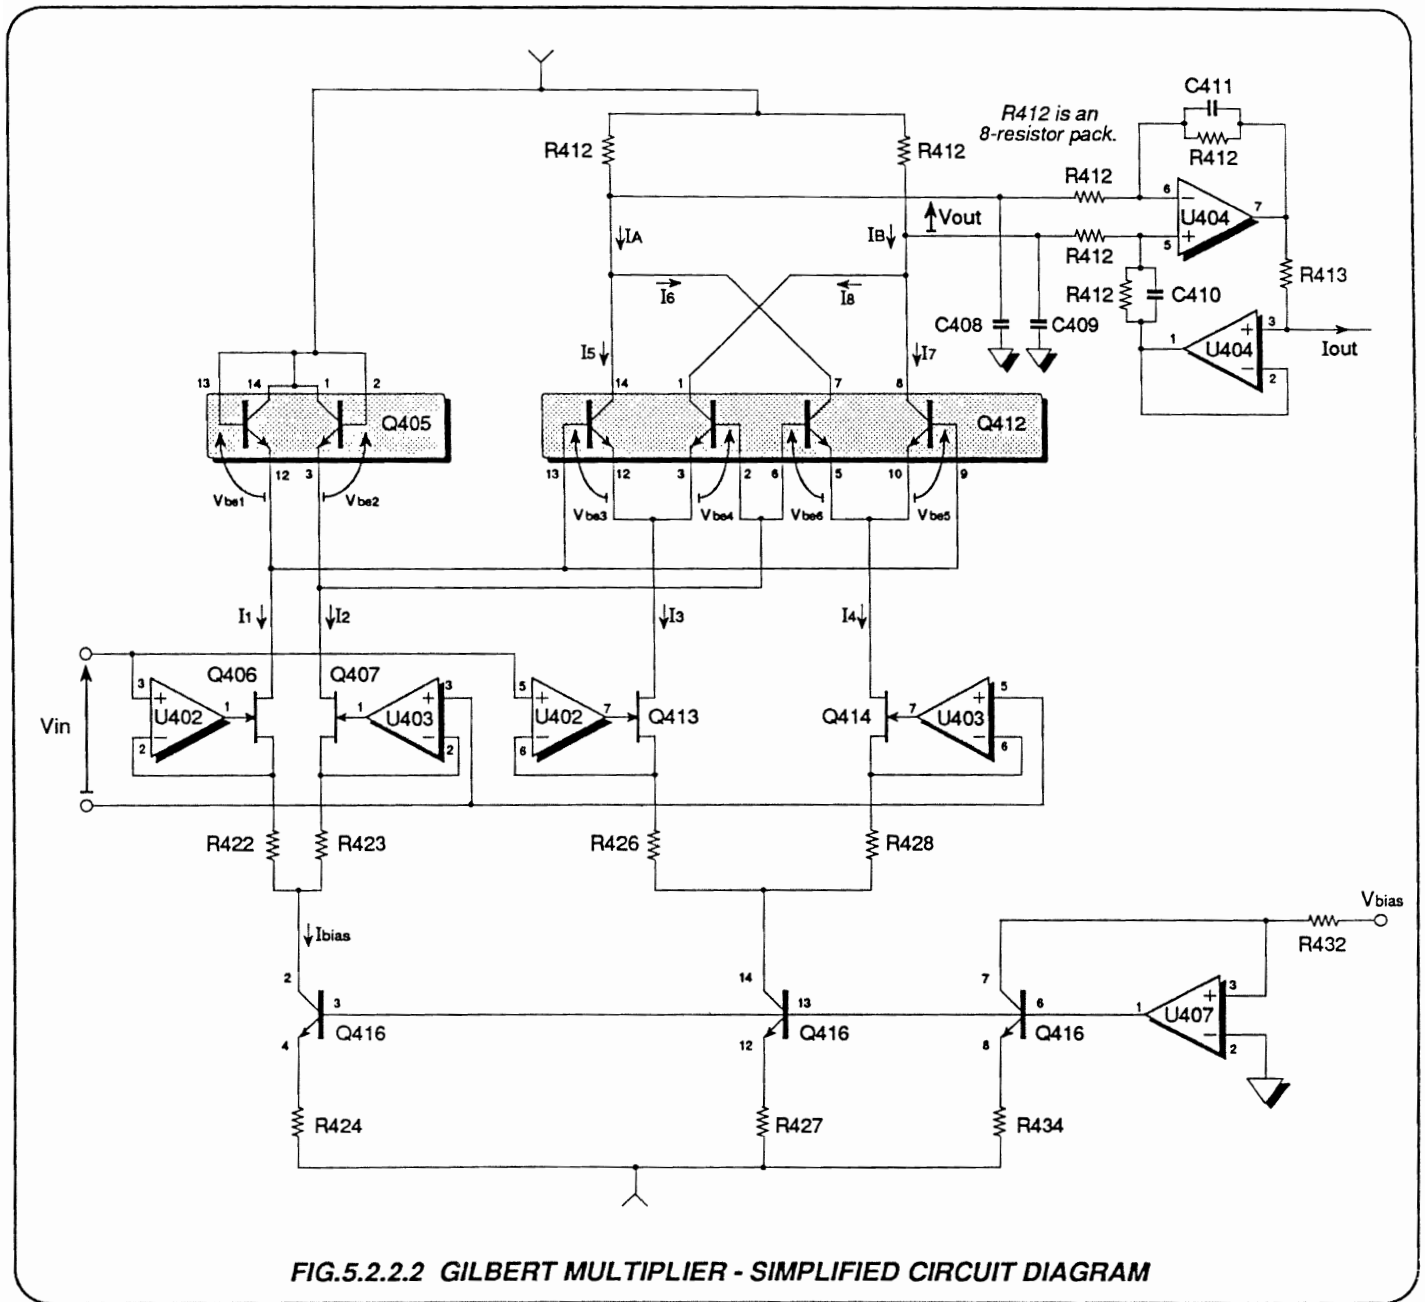 C411
R412 is an
8-resistor pack.
R412
R412
R412
R412
6
−
U404
7
5
+
Vout
IA
IB
R412
R412
C410
R413
I6
I8
C408
C409
1
U404
+
3
−
2
Iout
I5
I7
13
14
1
2
14
1
7
8
Q405
Q412
12
3
13
12
3
2
6
5
10
9
Vbe1
Vbe2
Vbe3
Vbe4
Vbe6
Vbe5
I1
I2
I3
I4
Q406
Q407
3
+
U402
1
−
2
1
U403
3
+
−
2
5
+
U402
7
−
6
Q413
Q414
7
U403
5
+
−
6
Vin
R422
R423
R426
R428
Vbias
R432
Ibias
2
3
Q416
4
14
13
Q416
12
7
6
Q416
8
1
U407
3
+
−
2
R424
R427
R434
FIG.5.2.2.2 GILBERT MULTIPLIER - SIMPLIFIED CIRCUIT DIAGRAM